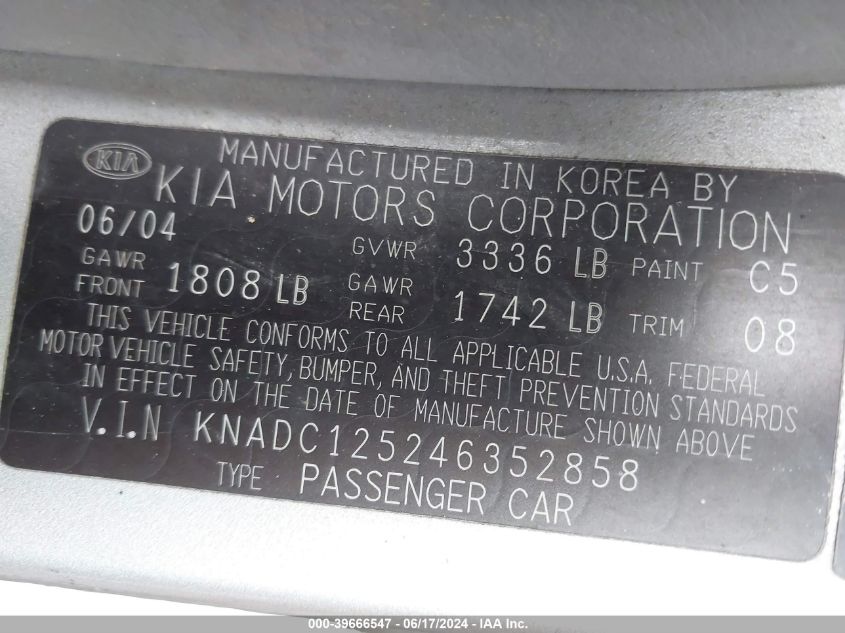 KIA MANUFACTURED IN KOREA BY
KIA MOTORS CORPORATION
06/04 GVWR 3336 LB PAINT C5
GAWR FRONT 1808 LB GAWR REAR 1742 LB TRIM 08
THIS VEHICLE CONFORMS TO ALL APPLICABLE U.S.A. FEDERAL
MOTOR VEHICLE SAFETY, BUMPER, AND THEFT PREVENTION STANDARDS
IN EFFECT ON THE DATE OF MANUFACTURE SHOWN ABOVE
V.I.N KNADC125246352858
TYPE PASSENGER CAR
000-39666547 - 06/17/2024 - IAA Inc.